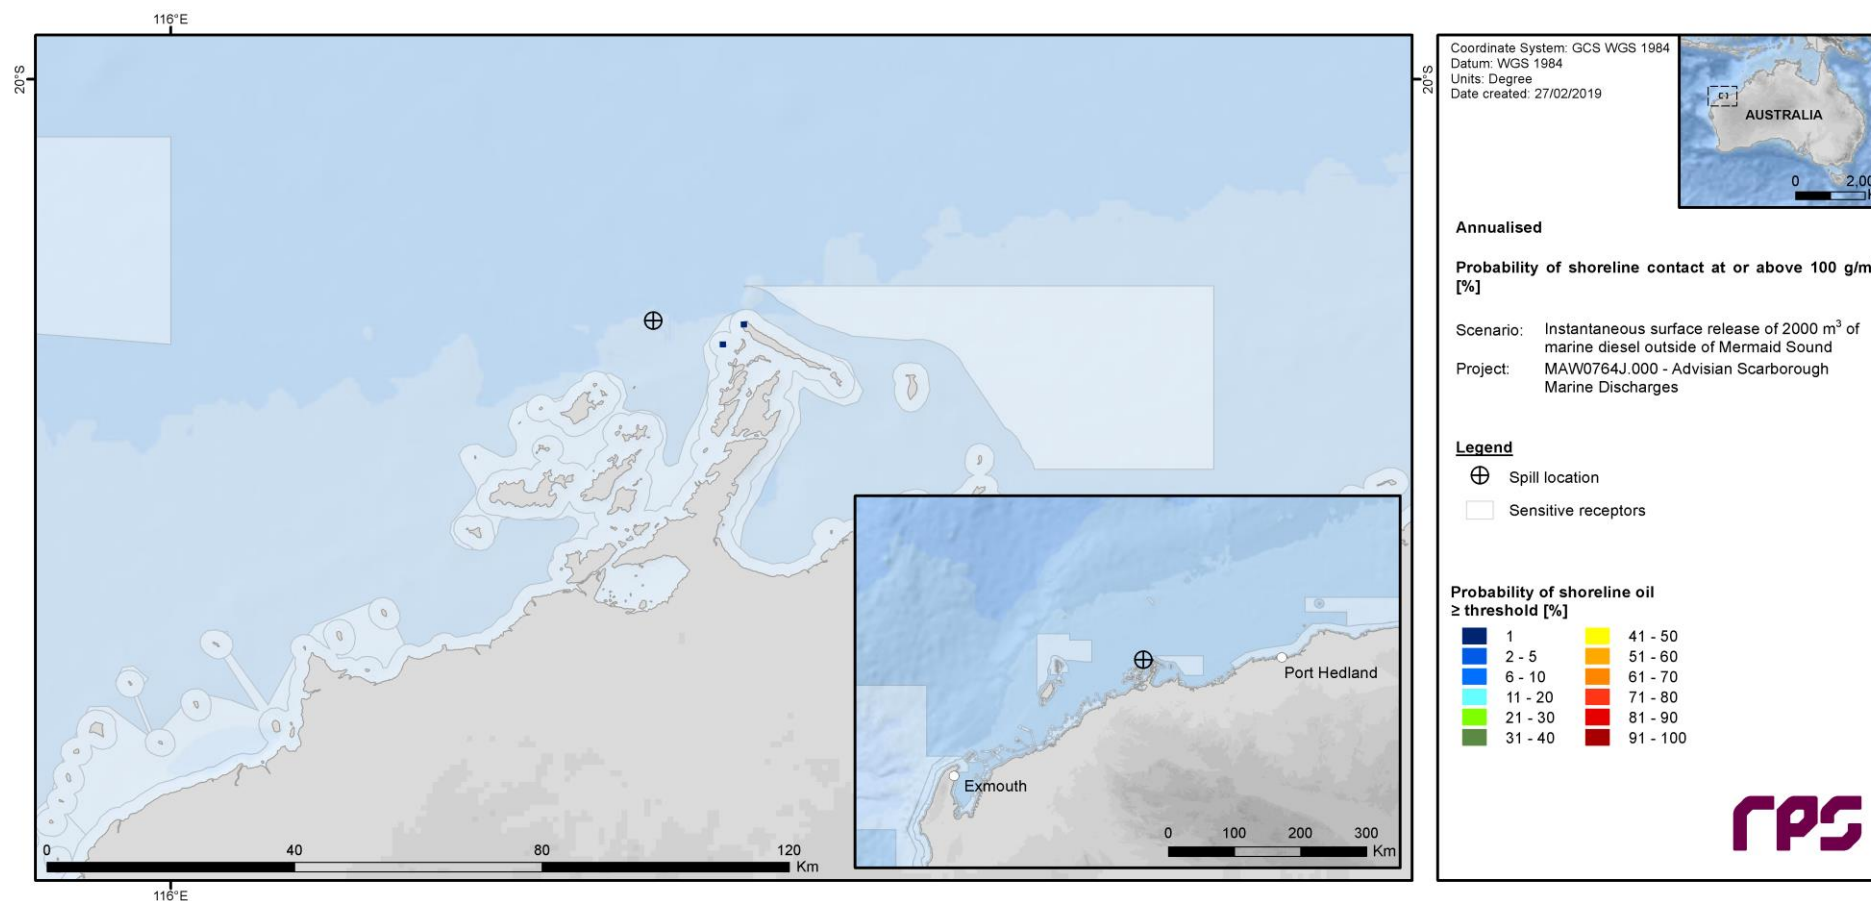 116°E
20°S
20°S
116°E
0 40 80 120 Km
Exmouth
Port Hedland
0 100 200 300 Km
Coordinate System: GCS WGS 1984
Datum: WGS 1984
Units: Degree
Date created: 27/02/2019
AUSTRALIA
0 2,00
Annualised
Probability of shoreline contact at or above 100 g/m
[%]
Scenario: Instantaneous surface release of 2000 m³ of
marine diesel outside of Mermaid Sound
Project: MAW0764J.000 - Advisian Scarborough
Marine Discharges
Legend
Spill location
Sensitive receptors
Probability of shoreline oil
≥ threshold [%]
1 41 - 50
2 - 5 51 - 60
6 - 10 61 - 70
11 - 20 71 - 80
21 - 30 81 - 90
31 - 40 91 - 100
rps